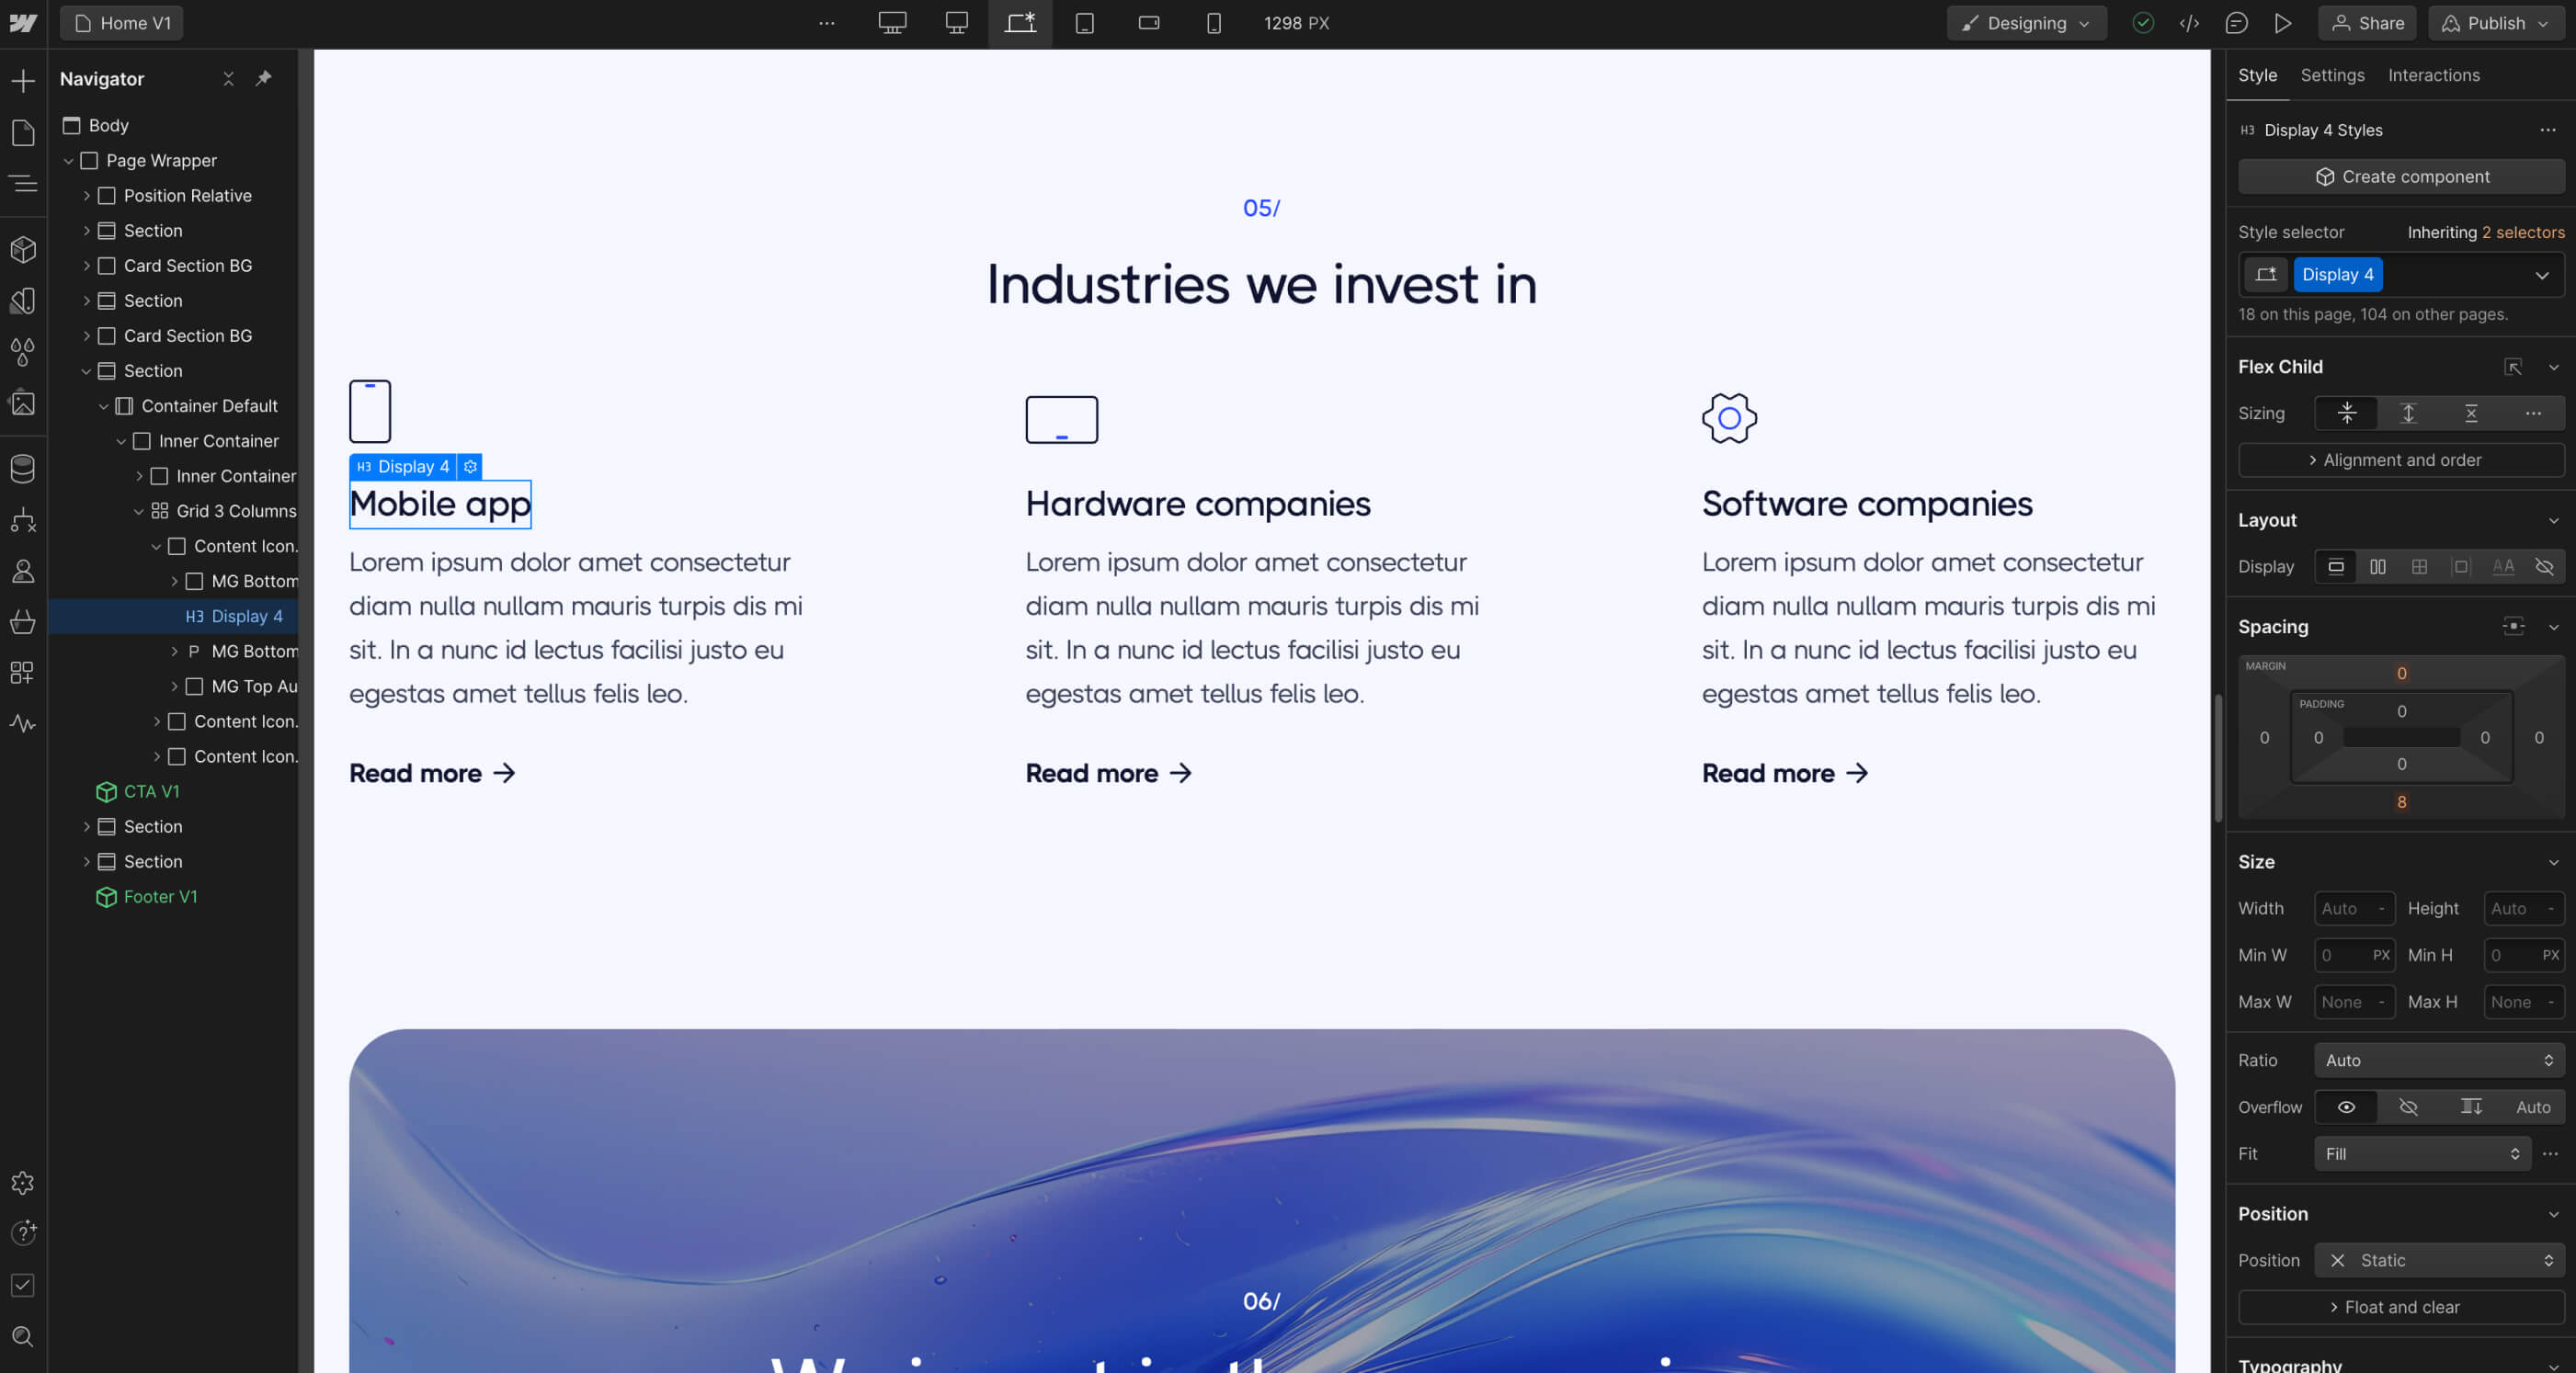 Home V1
1298 PX
Designing
Share
Publish
Navigator
Body
Page Wrapper
Position Relative
Section
Card Section BG
Section
Card Section BG
Section
Container Default
Inner Container
Inner Container
Grid 3 Columns
Content Icon.
MG Bottom
H3 Display 4
P MG Bottom
MG Top Au
Content Icon.
Content Icon.
CTA V1
Section
Section
Footer V1
05/
Industries we invest in
H3 Display 4
Mobile app
Lorem ipsum dolor amet consectetur
diam nulla nullam mauris turpis dis mi
sit. In a nunc id lectus facilisi justo eu
egestas amet tellus felis leo.
Read more →
Hardware companies
Lorem ipsum dolor amet consectetur
diam nulla nullam mauris turpis dis mi
sit. In a nunc id lectus facilisi justo eu
egestas amet tellus felis leo.
Read more →
Software companies
Lorem ipsum dolor amet consectetur
diam nulla nullam mauris turpis dis mi
sit. In a nunc id lectus facilisi justo eu
egestas amet tellus felis leo.
Read more →
06/
Style Settings Interactions
H3 Display 4 Styles
Create component
Style selector Inheriting 2 selectors
Display 4
18 on this page, 104 on other pages.
Flex Child
Sizing
Alignment and order
Layout
Display
Spacing
MARGIN 0
PADDING 0
0 0 0 0
0
8
Size
Width Auto - Height Auto -
Min W 0 PX Min H 0 PX
Max W None - Max H None -
Ratio Auto
Overflow Auto
Fit Fill
Position
Position Static
Float and clear
Typography